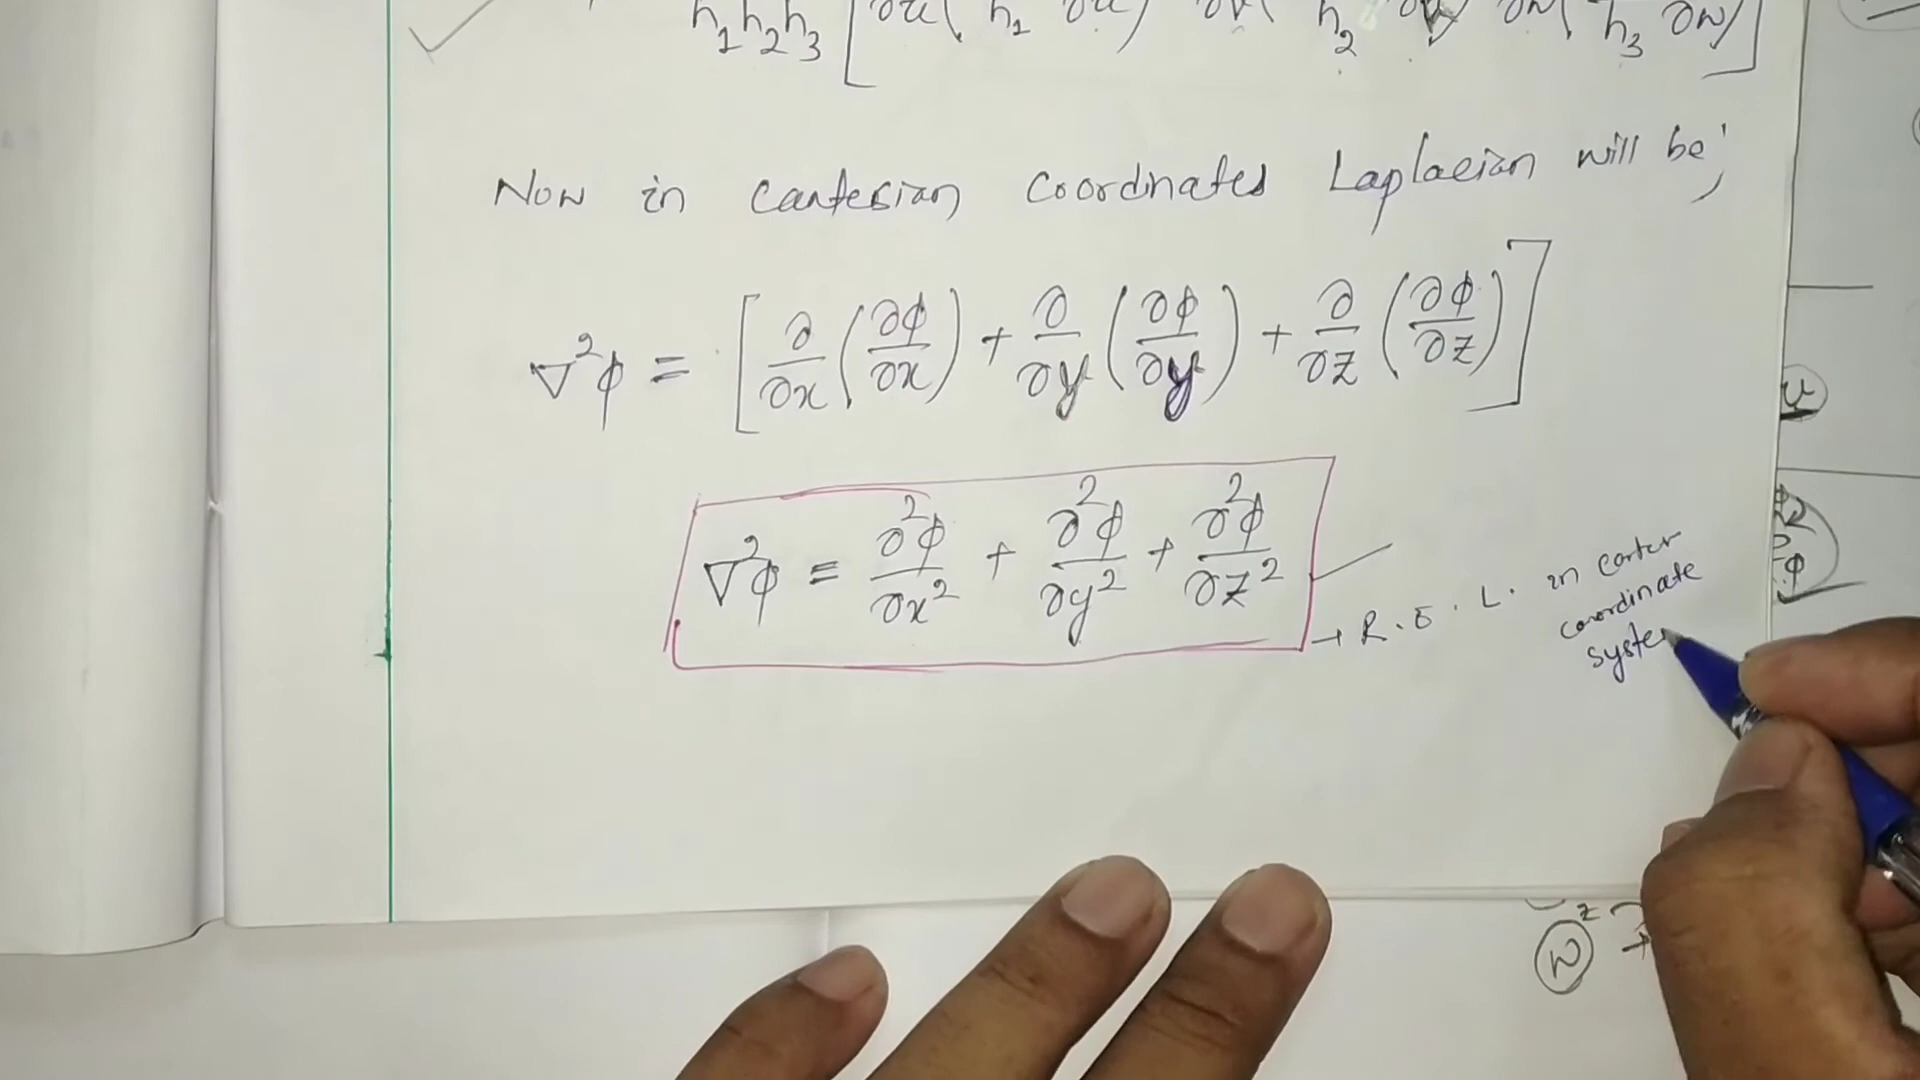 h₁h₂h₃ [ ∂u ( h₁ ∂u ) ∂v ( h₂ ∂v ) ∂w ( h₃ ∂w ) ]
Now in cartesian coordinates Laplacian will be;
∇²φ = [ ∂/∂x (∂φ/∂x) + ∂/∂y (∂φ/∂y) + ∂/∂z (∂φ/∂z) ]
∇²φ = ∂²φ/∂x² + ∂²φ/∂y² + ∂²φ/∂z²
→ R.O.L. in carter
coordinate
system
u
φ
z
w